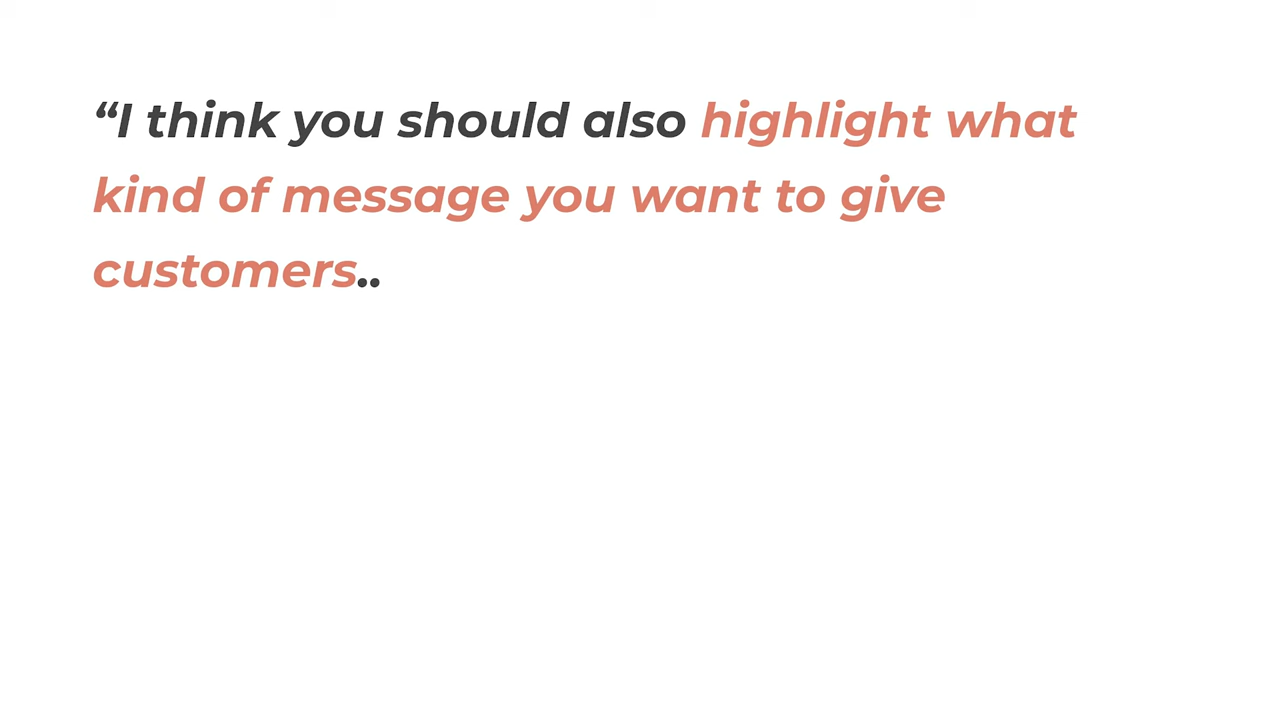 “I think you should also highlight what
kind of message you want to give
customers..